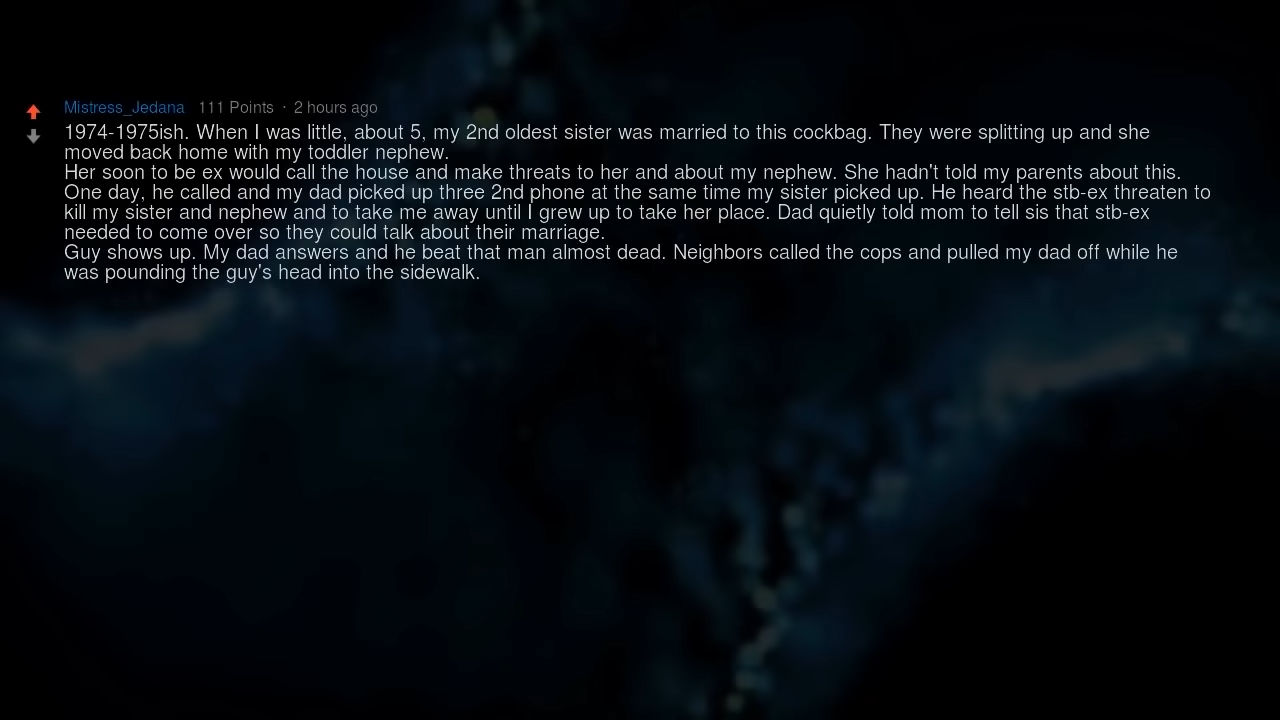 Mistress_Jedana 111 Points · 2 hours ago
1974-1975ish. When I was little, about 5, my 2nd oldest sister was married to this cockbag. They were splitting up and she
moved back home with my toddler nephew.
Her soon to be ex would call the house and make threats to her and about my nephew. She hadn't told my parents about this.
One day, he called and my dad picked up three 2nd phone at the same time my sister picked up. He heard the stb-ex threaten to
kill my sister and nephew and to take me away until I grew up to take her place. Dad quietly told mom to tell sis that stb-ex
needed to come over so they could talk about their marriage.
Guy shows up. My dad answers and he beat that man almost dead. Neighbors called the cops and pulled my dad off while he
was pounding the guy's head into the sidewalk.